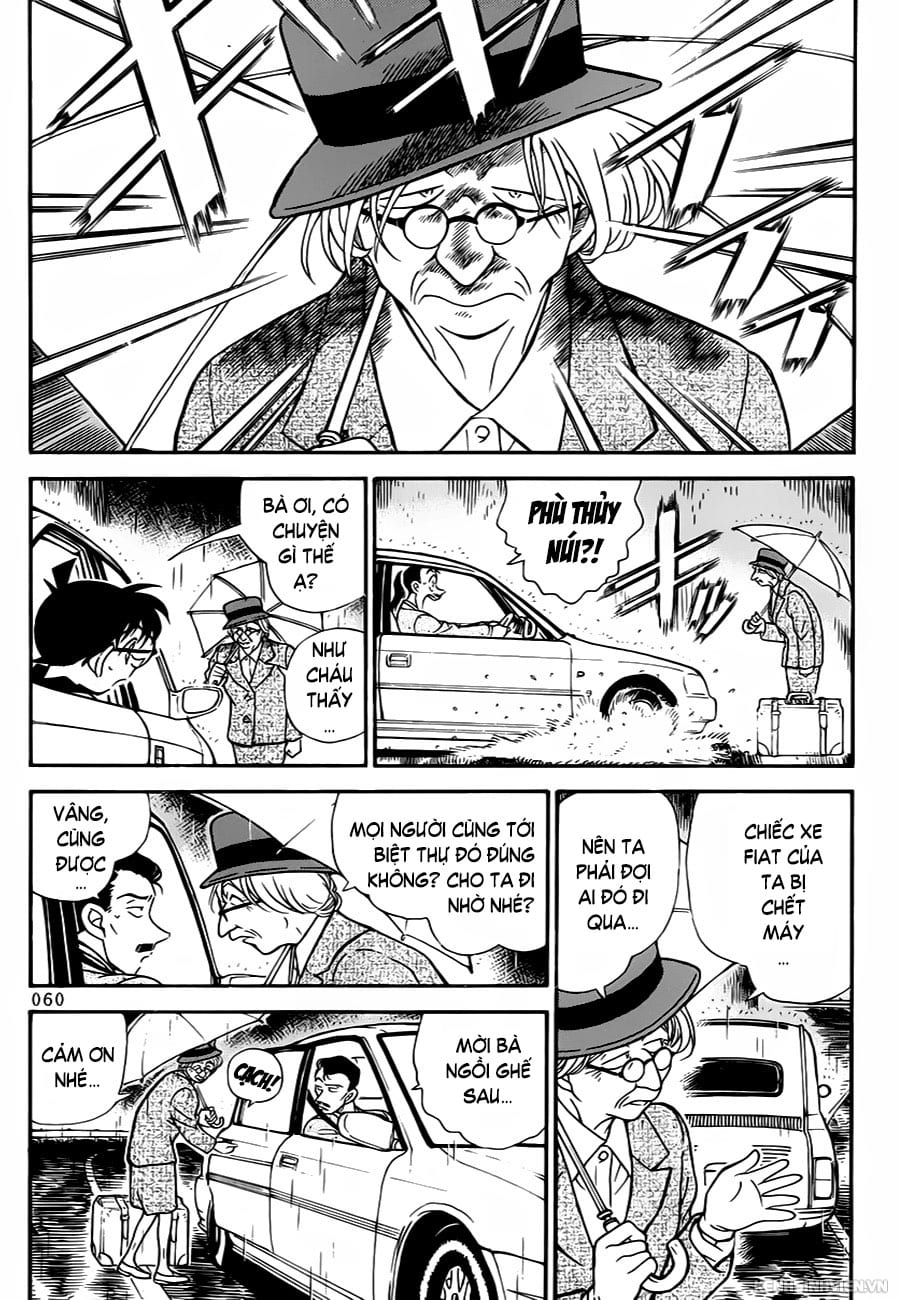 PHÙ THỦY
NÚI?!
BÀ ƠI, CÓ
CHUYỆN
GÌ THẾ
Ạ?
NHƯ
CHÁU
THẤY
...
CHIẾC XE
FIAT CỦA
TA BỊ
CHẾT
MÁY
...
NÊN TA
PHẢI ĐỢI
AI ĐÓ ĐI
QUA...
MỌI NGƯỜI CŨNG TỚI
BIỆT THỰ ĐÓ ĐÚNG
KHÔNG? CHO TA ĐI
NHỜ NHÉ?
VÂNG,
CŨNG
ĐƯỢC
...
060
MỜI BÀ
NGỒI GHẾ
SAU...
CẠCH!
CẢM ƠN
NHÉ...